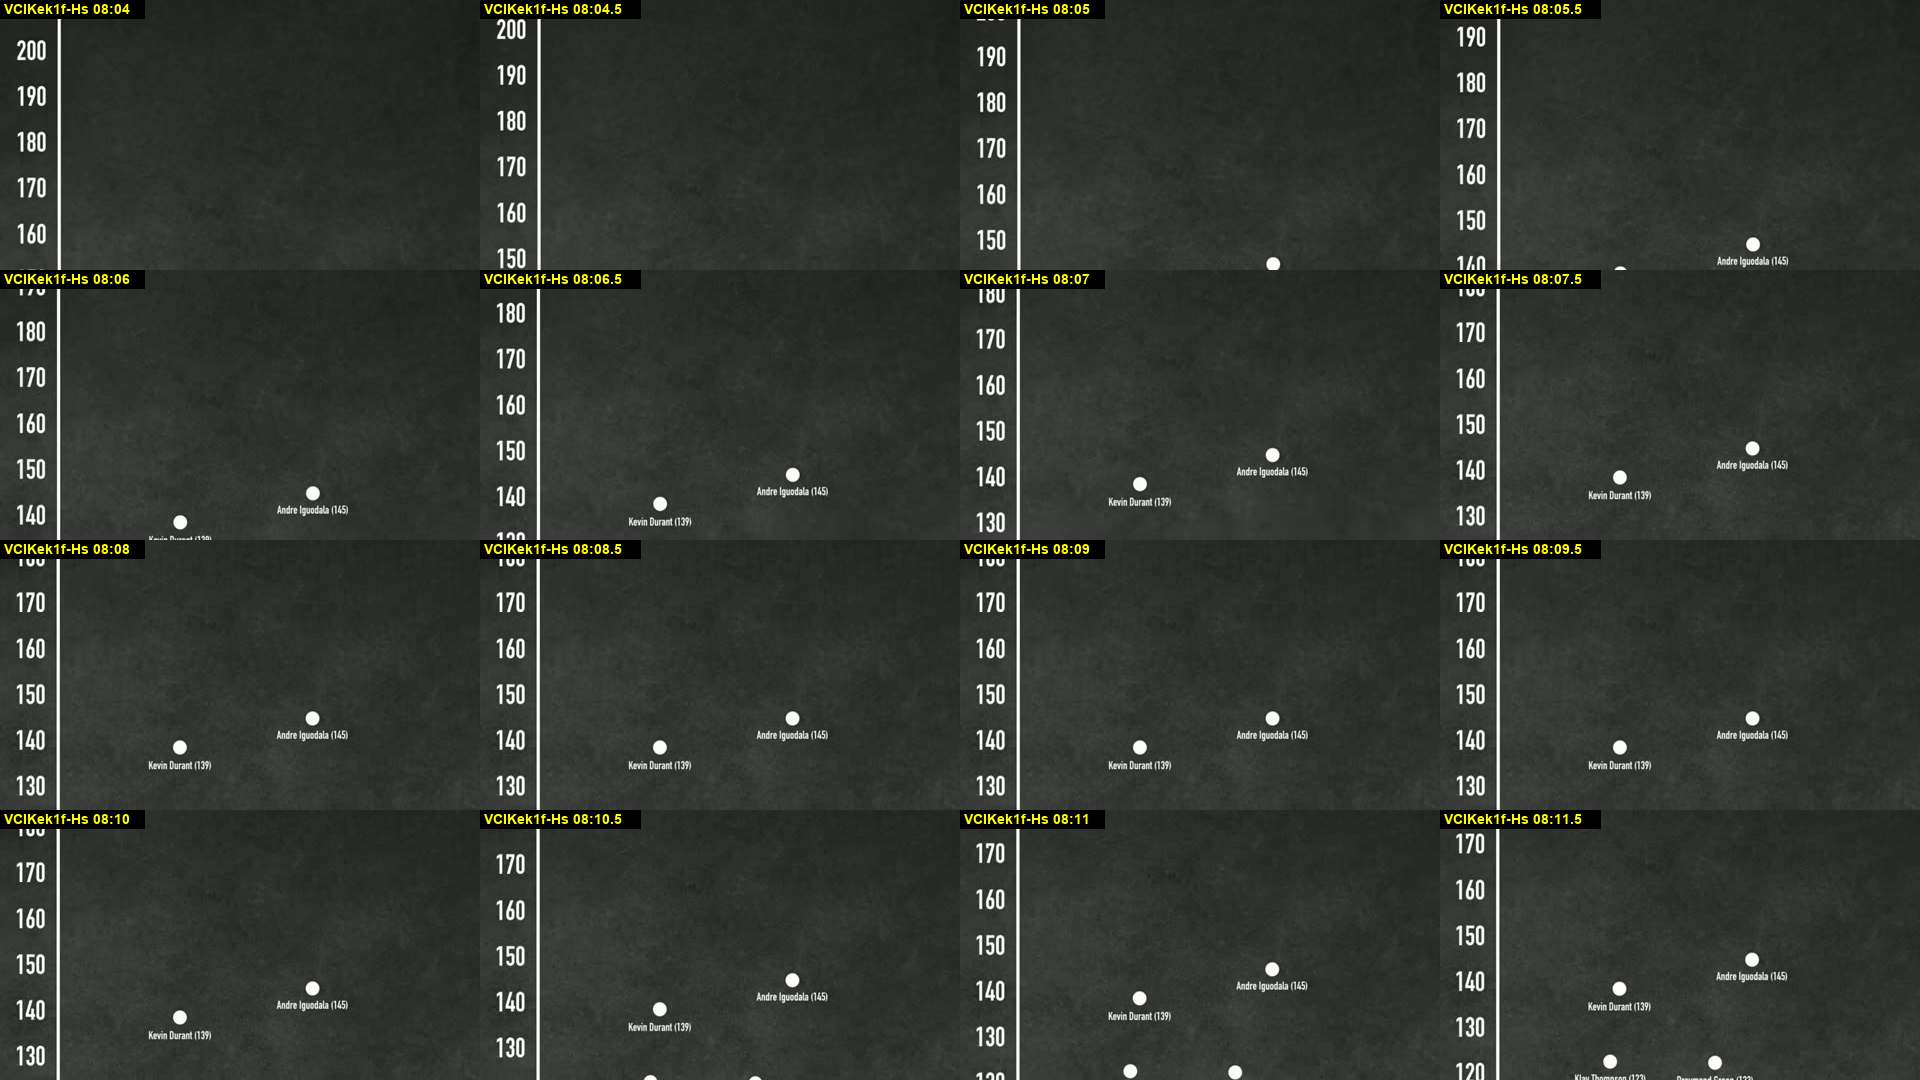 VCIKek1f-Hs 08:04
200
190
180
170
160
VCIKek1f-Hs 08:04.5
200
190
180
170
160
150
VCIKek1f-Hs 08:05
190
180
170
160
150
VCIKek1f-Hs 08:05.5
190
180
170
160
150
140
Andre Iguodala (145)
VCIKek1f-Hs 08:06
180
170
160
150
140
Andre Iguodala (145)
Kevin Durant (139)
VCIKek1f-Hs 08:06.5
180
170
160
150
140
Andre Iguodala (145)
Kevin Durant (139)
VCIKek1f-Hs 08:07
180
170
160
150
140
130
Andre Iguodala (145)
Kevin Durant (139)
VCIKek1f-Hs 08:07.5
170
160
150
140
130
Andre Iguodala (145)
Kevin Durant (139)
VCIKek1f-Hs 08:08
170
160
150
140
130
Andre Iguodala (145)
Kevin Durant (139)
VCIKek1f-Hs 08:08.5
170
160
150
140
130
Andre Iguodala (145)
Kevin Durant (139)
VCIKek1f-Hs 08:09
170
160
150
140
130
Andre Iguodala (145)
Kevin Durant (139)
VCIKek1f-Hs 08:09.5
170
160
150
140
130
Andre Iguodala (145)
Kevin Durant (139)
VCIKek1f-Hs 08:10
170
160
150
140
130
Andre Iguodala (145)
Kevin Durant (139)
VCIKek1f-Hs 08:10.5
170
160
150
140
130
Andre Iguodala (145)
Kevin Durant (139)
VCIKek1f-Hs 08:11
170
160
150
140
130
Andre Iguodala (145)
Kevin Durant (139)
VCIKek1f-Hs 08:11.5
170
160
150
140
130
120
Andre Iguodala (145)
Kevin Durant (139)
Klay Thompson (123)